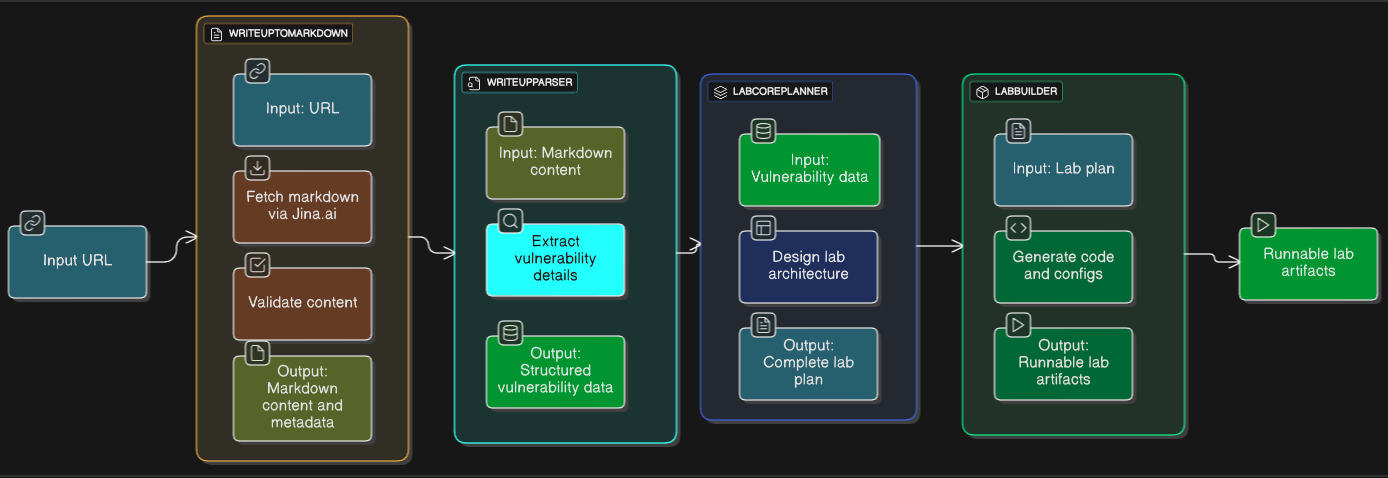 Input URL
WRITEUPTOMARKDOWN
Input: URL
Fetch markdown
via Jina.ai
Validate content
Output:
Markdown
content and
metadata
WRITEUPPARSER
Input: Markdown
content
Extract
vulnerability
details
Output:
Structured
vulnerability data
LABCOREPLANNER
Input:
Vulnerability data
Design lab
architecture
Output:
Complete lab
plan
LABBUILDER
Input: Lab plan
Generate code
and configs
Output:
Runnable lab
artifacts
Runnable lab
artifacts